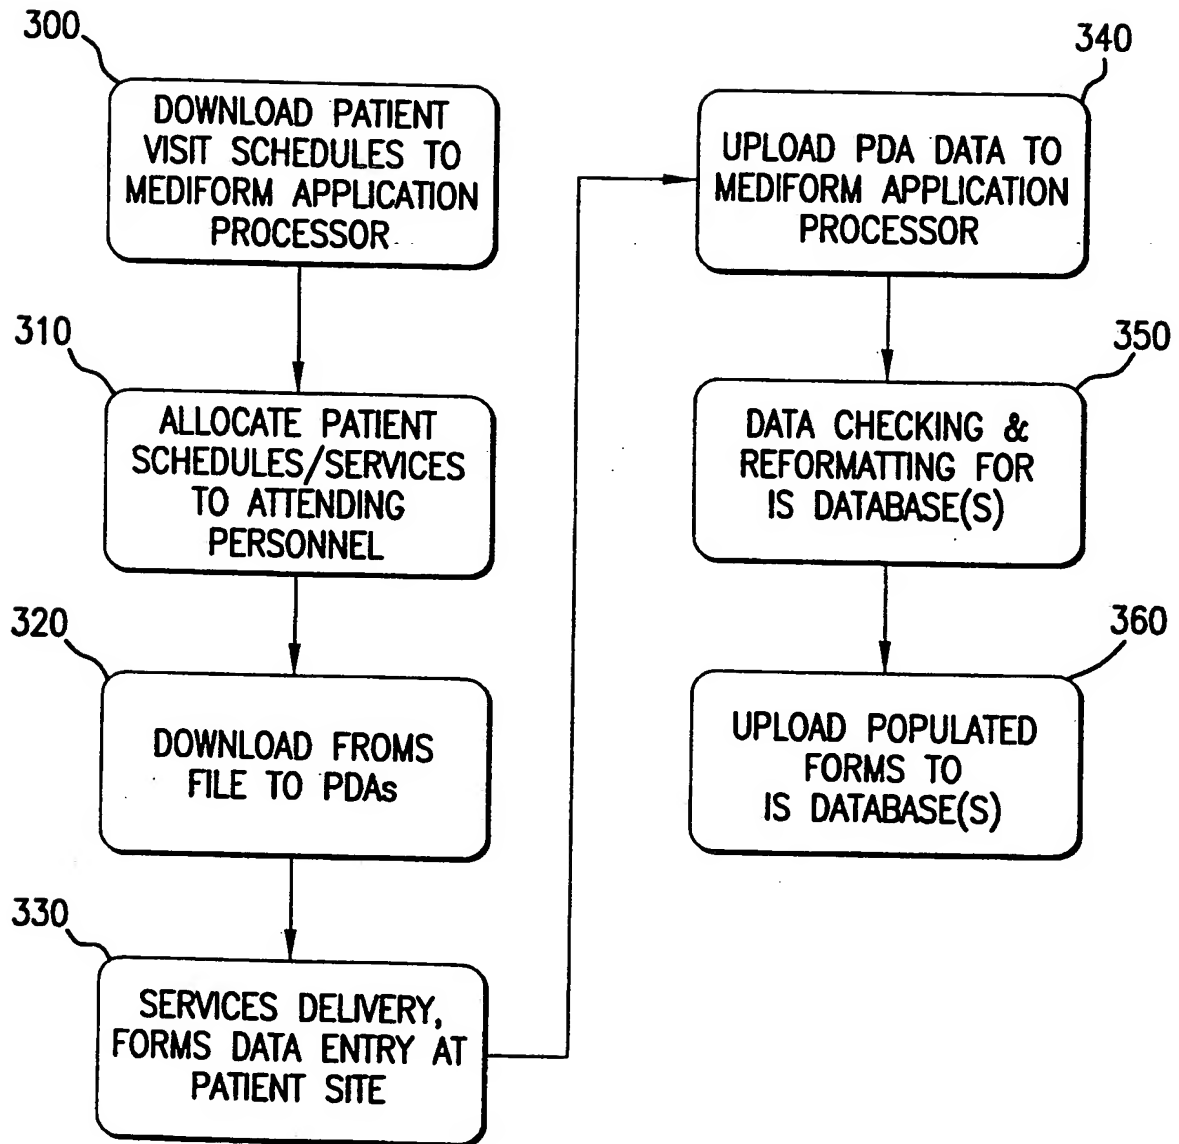 300
DOWNLOAD PATIENT
VISIT SCHEDULES TO
MEDIFORM APPLICATION
PROCESSOR
310
ALLOCATE PATIENT
SCHEDULES/SERVICES
TO ATTENDING
PERSONNEL
320
DOWNLOAD FROMS
FILE TO PDAs
330
SERVICES DELIVERY,
FORMS DATA ENTRY AT
PATIENT SITE
340
UPLOAD PDA DATA TO
MEDIFORM APPLICATION
PROCESSOR
350
DATA CHECKING &
REFORMATTING FOR
IS DATABASE(S)
360
UPLOAD POPULATED
FORMS TO
IS DATABASE(S)